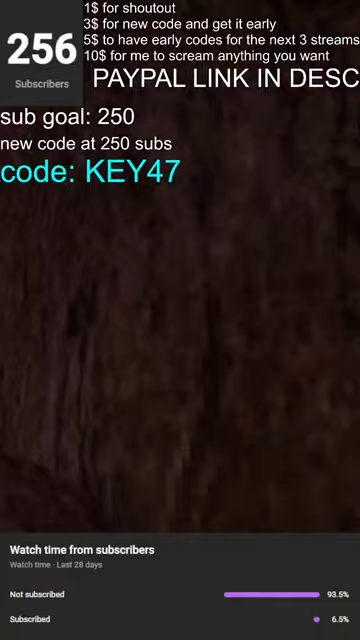 256
Subscribers
1$ for shoutout
3$ for new code and get it early
5$ to have early codes for the next 3 streams
10$ for me to scream anything you want
PAYPAL LINK IN DESC
sub goal: 250
new code at 250 subs
code: KEY47
Watch time from subscribers
Watch time · Last 28 days
Not subscribed 93.5%
Subscribed 6.5%